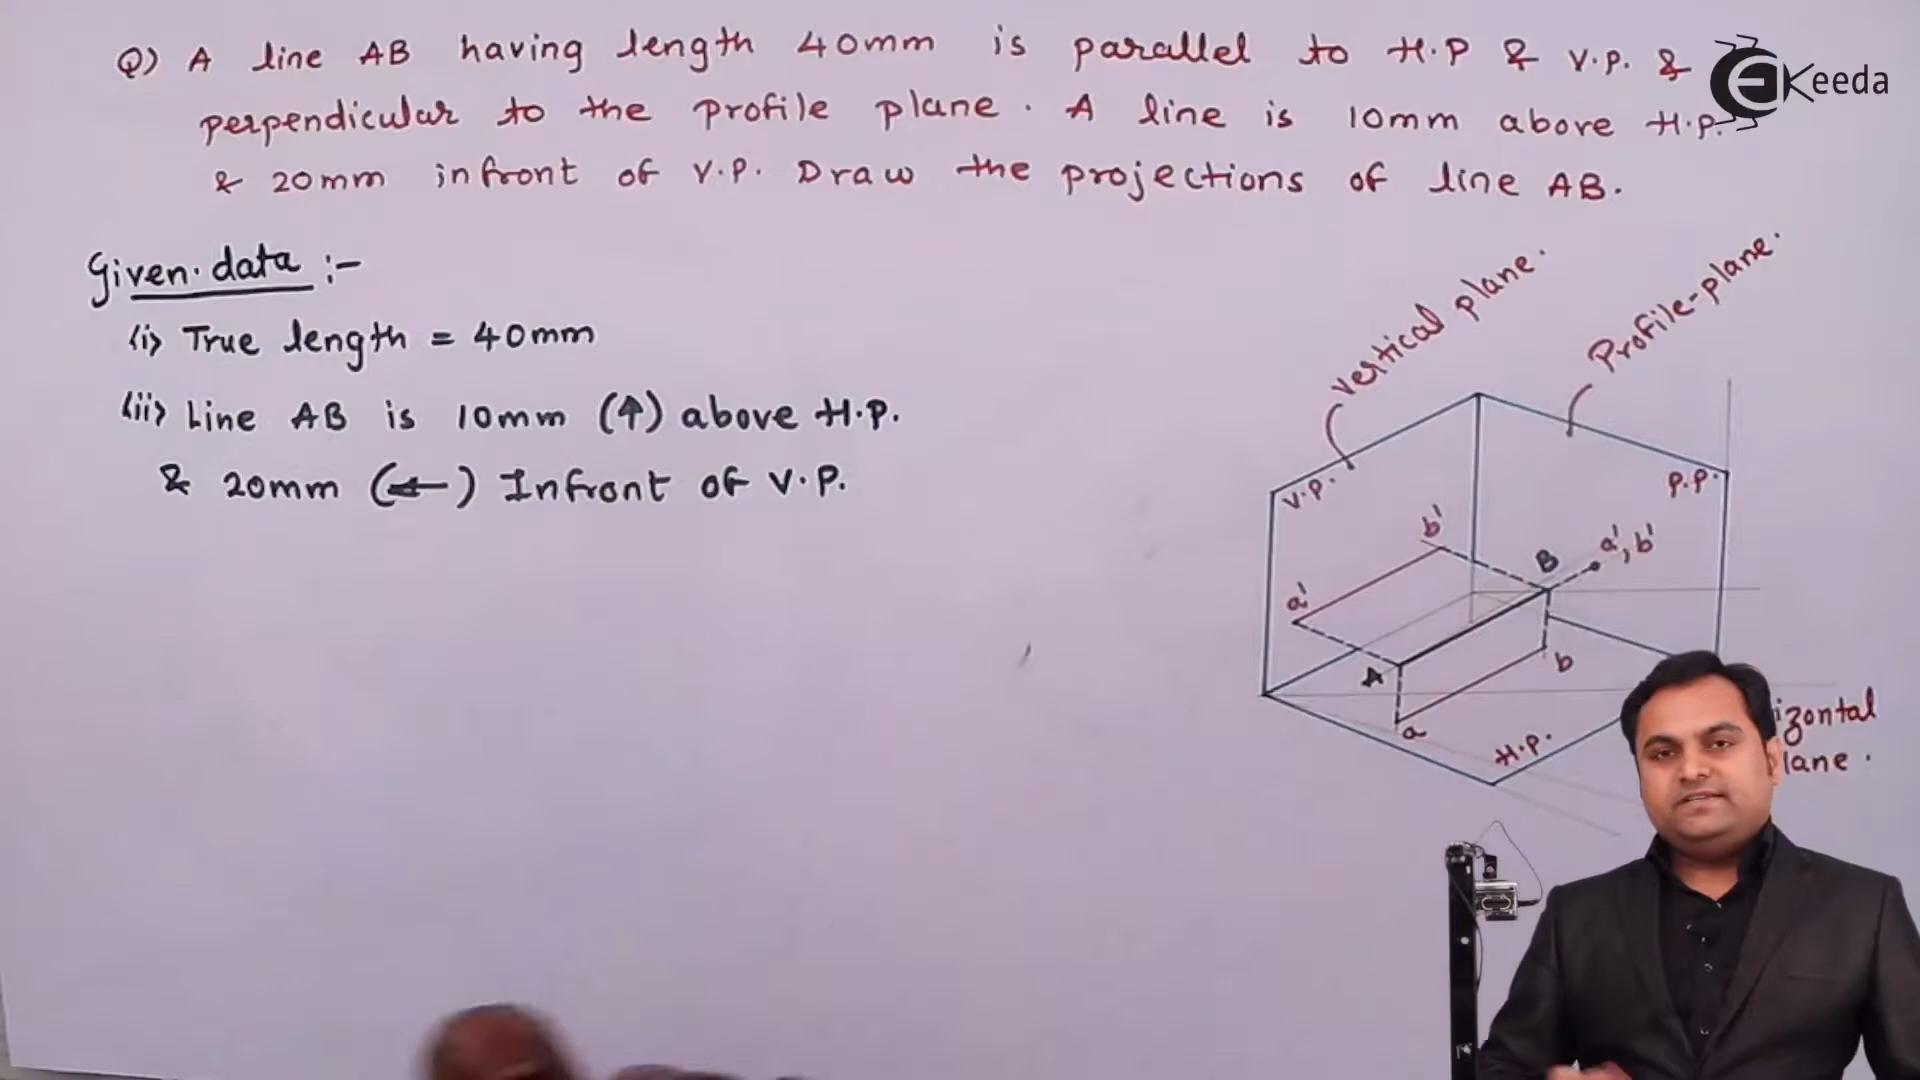 Q) A line AB having length 40mm is parallel to H.P & V.P. &
perpendicular to the profile plane. A line is 10mm above H.P.
& 20mm infront of V.P. Draw the projections of line AB.
Keeda
Given data :-
(i) True length = 40mm
(ii) Line AB is 10mm (↑) above H.P.
& 20mm (←) Infront of V.P.
Vertical plane.
Profile-plane.
V.P.
P.P.
b'
B
a', b'
a'
A
b
a
H.P.
izontal
lane.